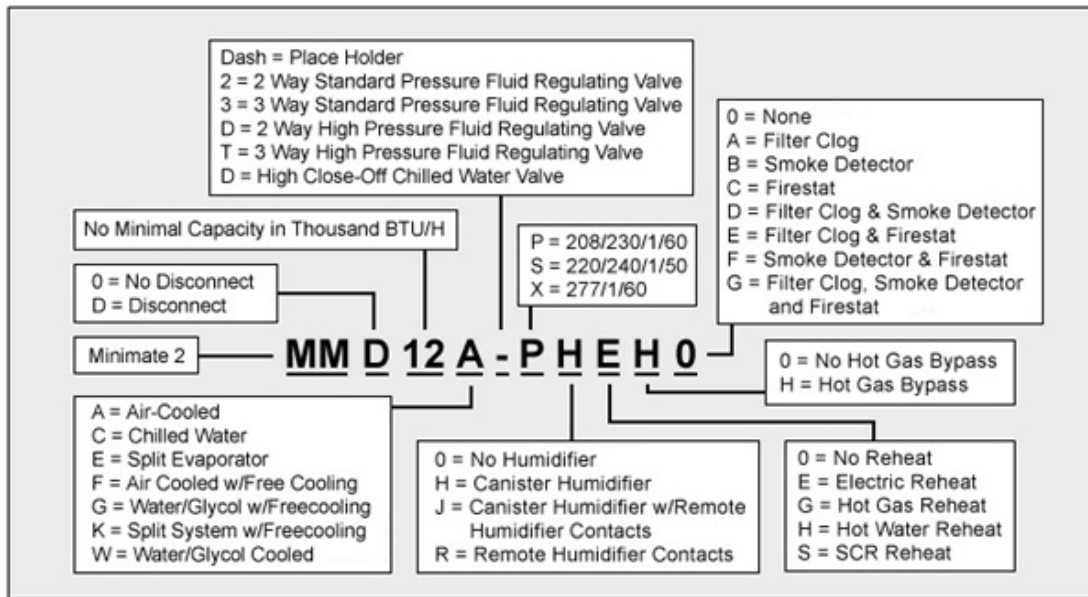 Dash = Place Holder
2 = 2 Way Standard Pressure Fluid Regulating Valve
3 = 3 Way Standard Pressure Fluid Regulating Valve
D = 2 Way High Pressure Fluid Regulating Valve
T = 3 Way High Pressure Fluid Regulating Valve
D = High Close-Off Chilled Water Valve
0 = None
A = Filter Clog
B = Smoke Detector
C = Firestat
D = Filter Clog & Smoke Detector
E = Filter Clog & Firestat
F = Smoke Detector & Firestat
G = Filter Clog, Smoke Detector
and Firestat
No Minimal Capacity in Thousand BTU/H
P = 208/230/1/60
S = 220/240/1/50
X = 277/1/60
0 = No Disconnect
D = Disconnect
Minimate 2
MM D 12 A - P H E H 0
0 = No Hot Gas Bypass
H = Hot Gas Bypass
A = Air-Cooled
C = Chilled Water
E = Split Evaporator
F = Air Cooled w/Free Cooling
G = Water/Glycol w/Freecooling
K = Split System w/Freecooling
W = Water/Glycol Cooled
0 = No Humidifier
H = Canister Humidifier
J = Canister Humidifier w/Remote
Humidifier Contacts
R = Remote Humidifier Contacts
0 = No Reheat
E = Electric Reheat
G = Hot Gas Reheat
H = Hot Water Reheat
S = SCR Reheat